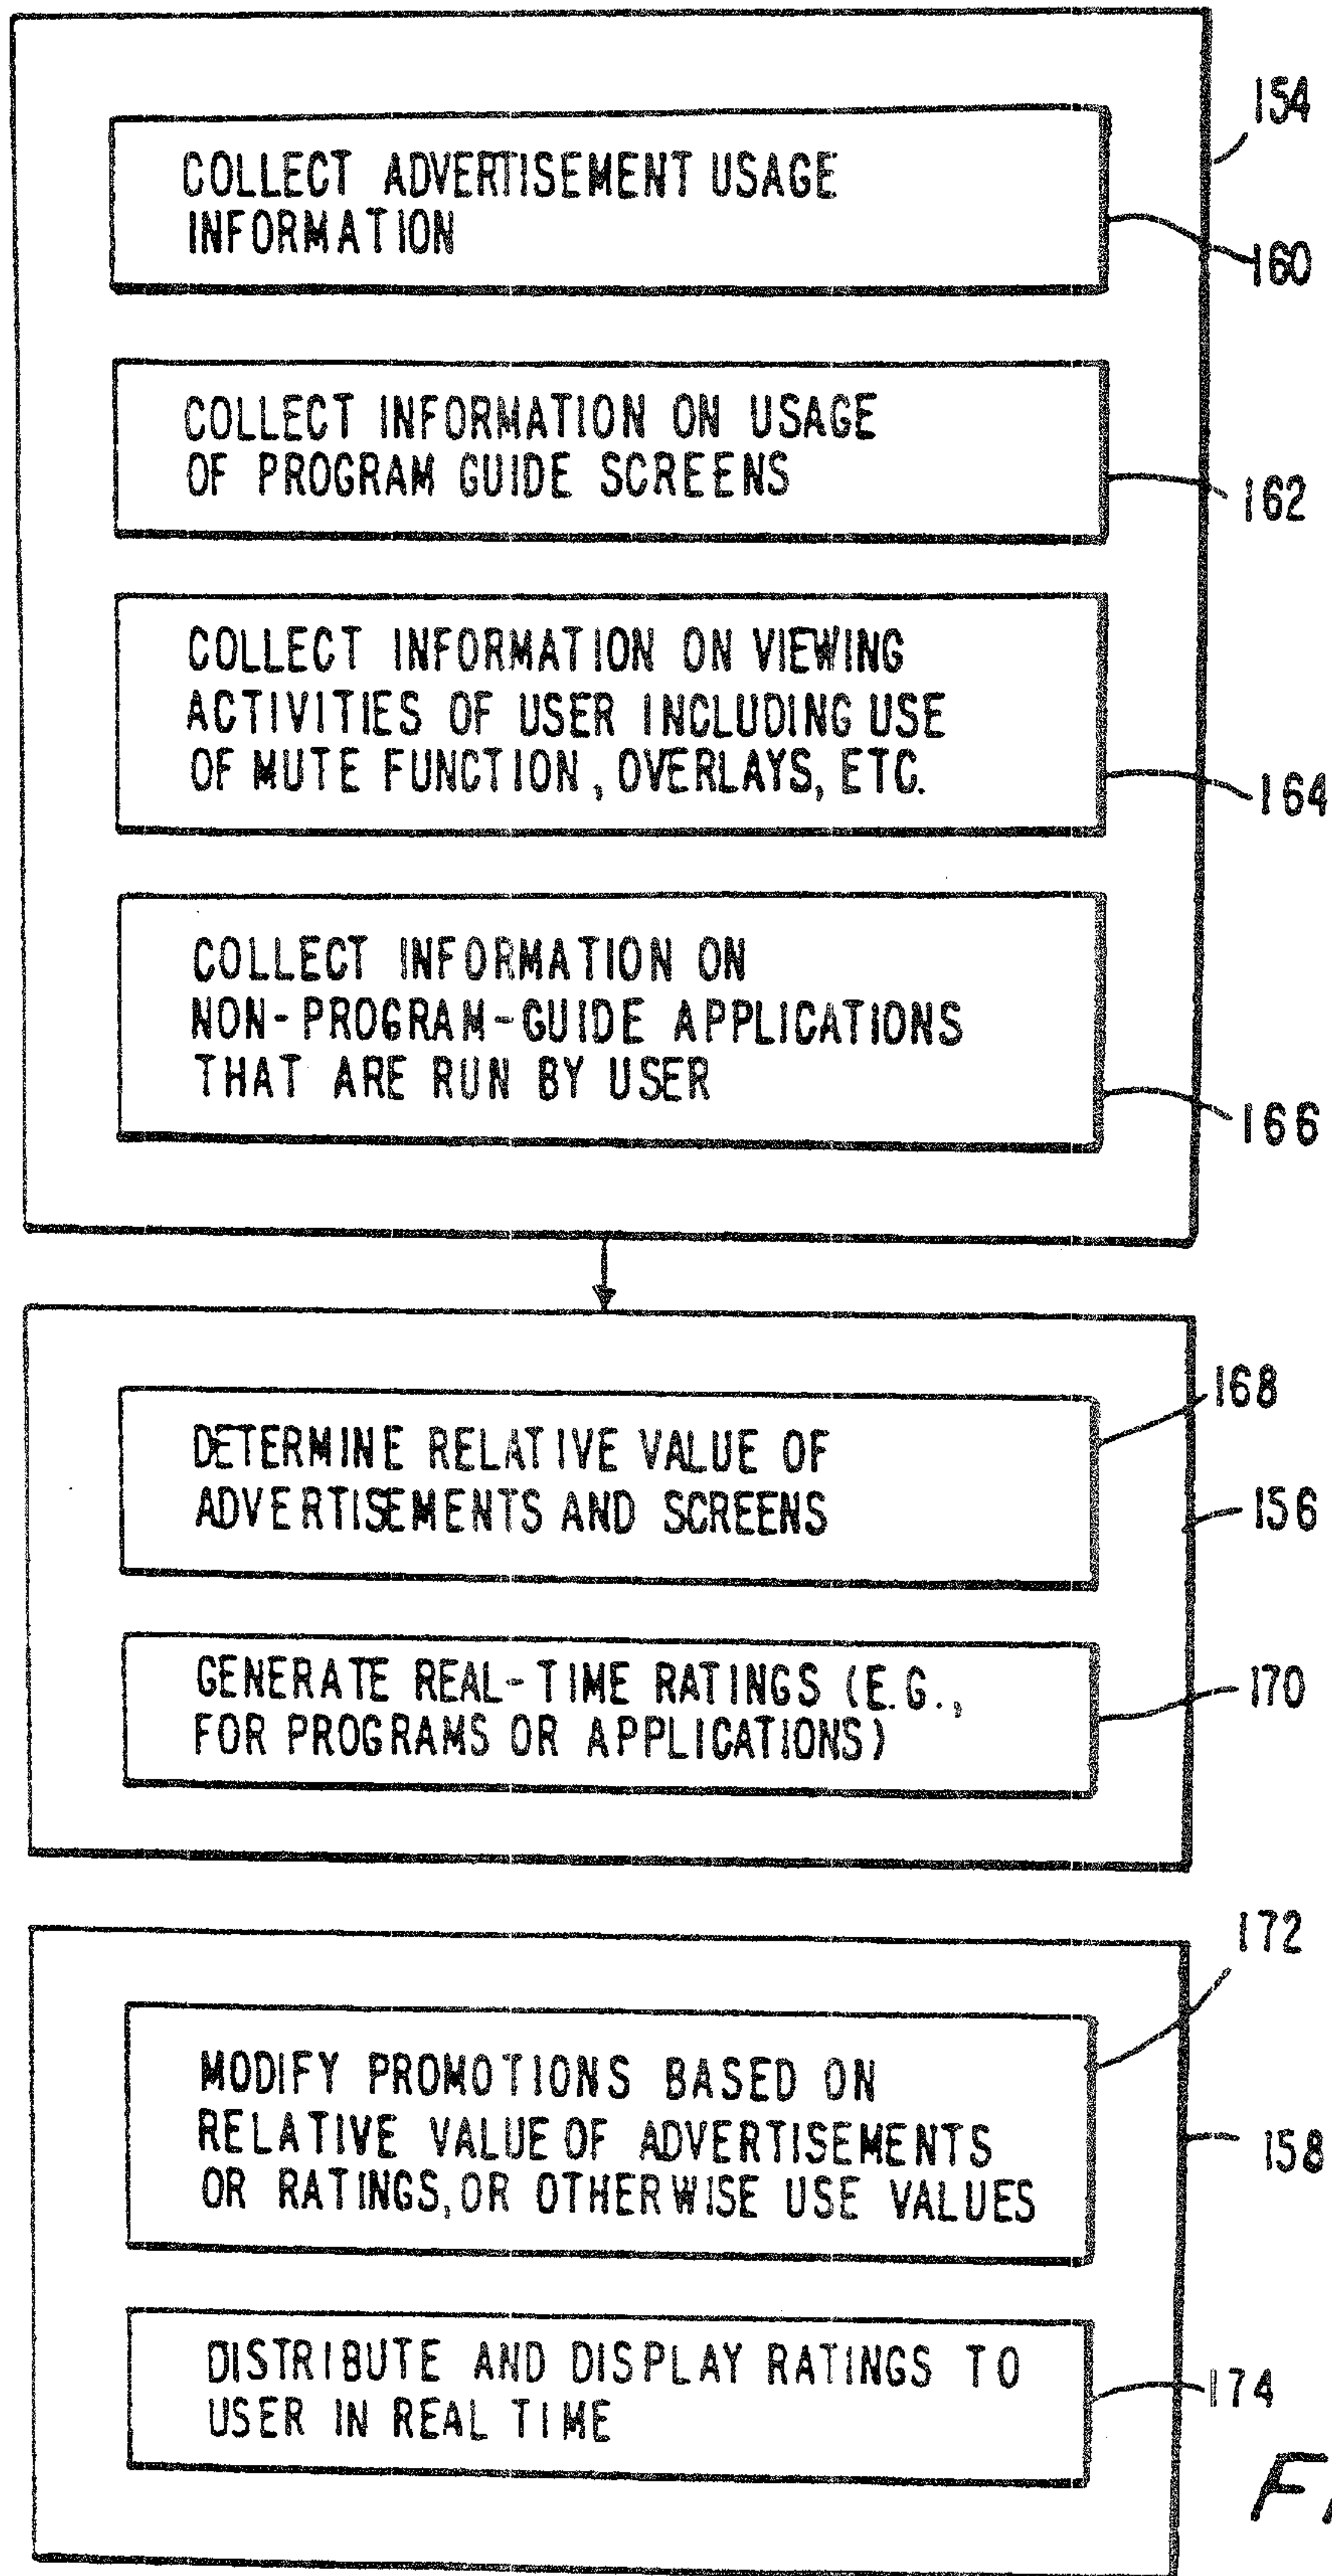 154
COLLECT ADVERTISEMENT USAGE
INFORMATION
160
COLLECT INFORMATION ON USAGE
OF PROGRAM GUIDE SCREENS
162
COLLECT INFORMATION ON VIEWING
ACTIVITIES OF USER INCLUDING USE
OF MUTE FUNCTION, OVERLAYS, ETC.
164
COLLECT INFORMATION ON
NON-PROGRAM-GUIDE APPLICATIONS
THAT ARE RUN BY USER
166
168
DETERMINE RELATIVE VALUE OF
ADVERTISEMENTS AND SCREENS
156
GENERATE REAL-TIME RATINGS (E.G.,
FOR PROGRAMS OR APPLICATIONS)
170
172
MODIFY PROMOTIONS BASED ON
RELATIVE VALUE OF ADVERTISEMENTS
OR RATINGS, OR OTHERWISE USE VALUES
158
DISTRIBUTE AND DISPLAY RATINGS TO
USER IN REAL TIME
174